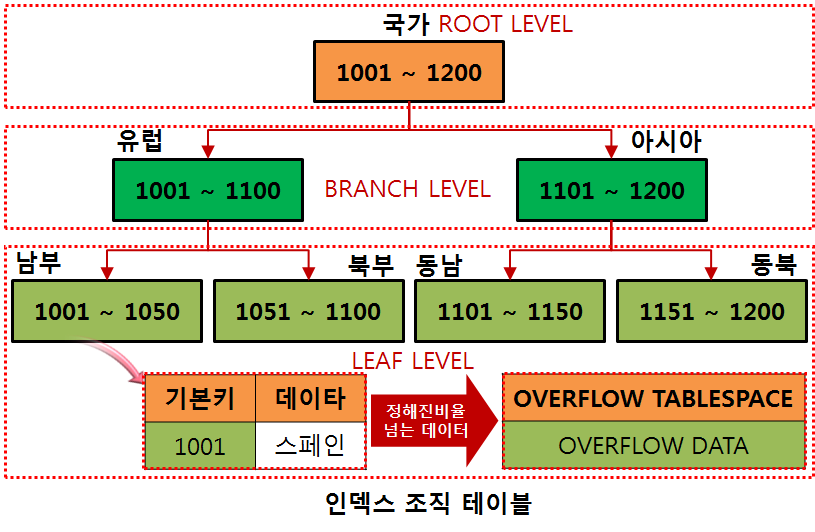 국가 ROOT LEVEL
1001 ~ 1200
유럽
아시아
1001 ~ 1100
BRANCH LEVEL
1101 ~ 1200
남부
북부
동남
동북
1001 ~ 1050
1051 ~ 1100
1101 ~ 1150
1151 ~ 1200
LEAF LEVEL
기본키
데이타
1001
스페인
정해진비율
넘는 데이터
OVERFLOW TABLESPACE
OVERFLOW DATA
인덱스 조직 테이블